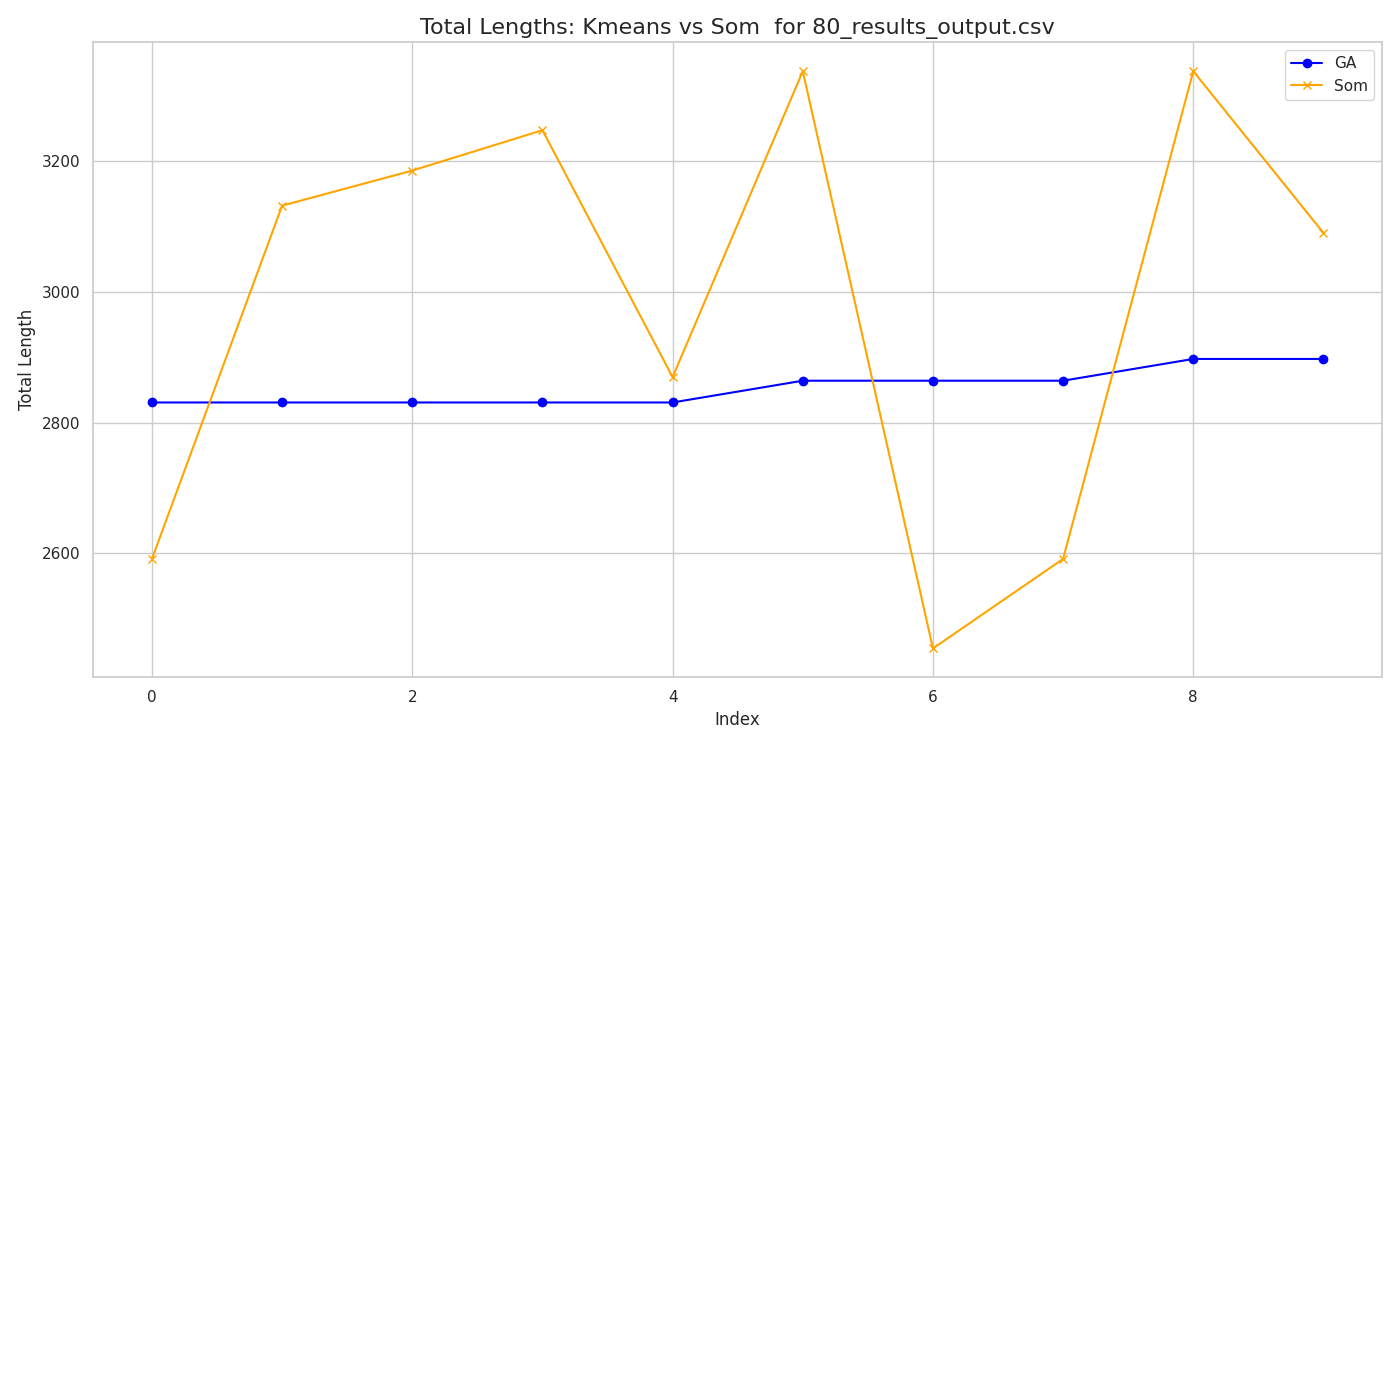 Total Lengths: Kmeans vs Som  for 80_results_output.csv
GA
Som
3200
3000
2800
2600
Total Length
0 2 4 6 8
Index